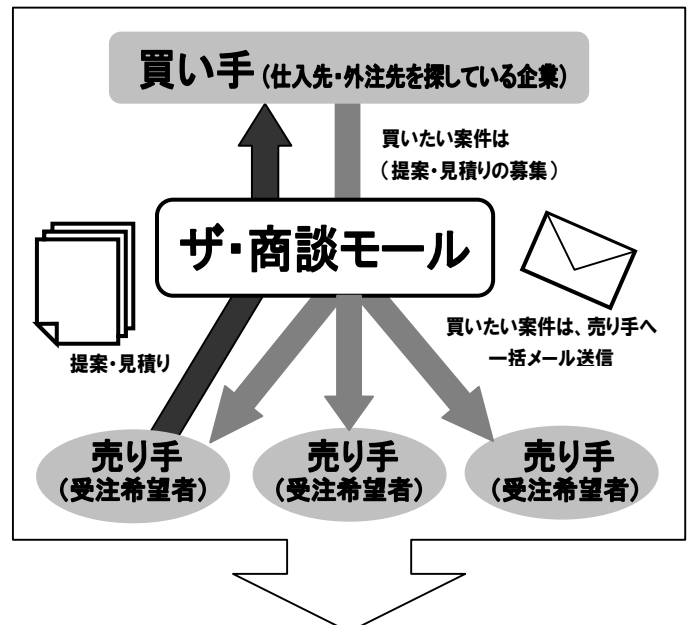 買い手(仕入先・外注先を探している企業)
買いたい案件は
(提案・見積りの募集)
ザ・商談モール
提案・見積り
買いたい案件は、売り手へ
一括メール送信
売り手
(受注希望者)
売り手
(受注希望者)
売り手
(受注希望者)